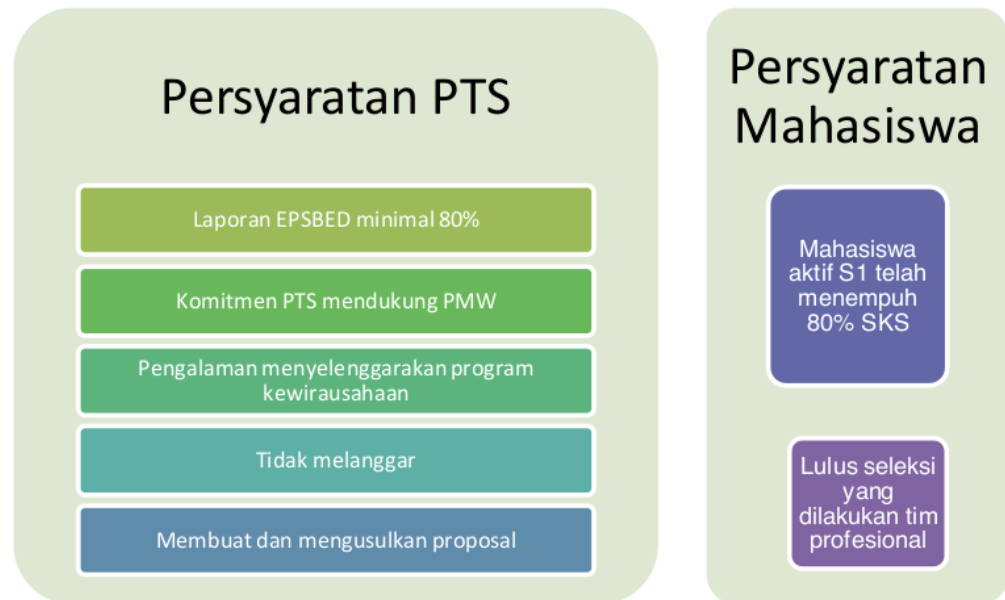 Persyaratan PTS
Laporan EPSBED minimal 80%
Komitmen PTS mendukung PMW
Pengalaman menyelenggarakan program
kewirausahaan
Tidak melanggar
Membuat dan mengusulkan proposal
Persyaratan
Mahasiswa
Mahasiswa
aktif S1 telah
menempuh
80% SKS
Lulus seleksi
yang
dilakukan tim
profesional